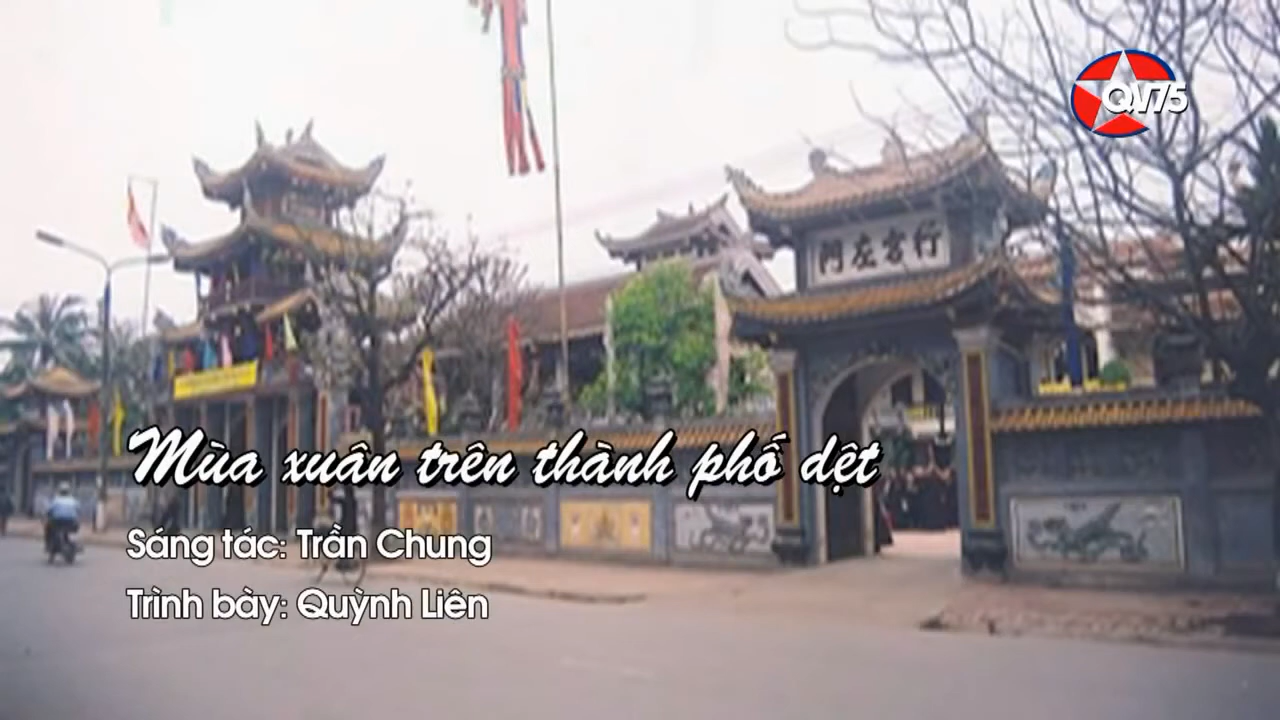 QV75
行宮左門
Mùa xuân trên thành phố dệt
Sáng tác: Trần Chung
Trình bày: Quỳnh Liên